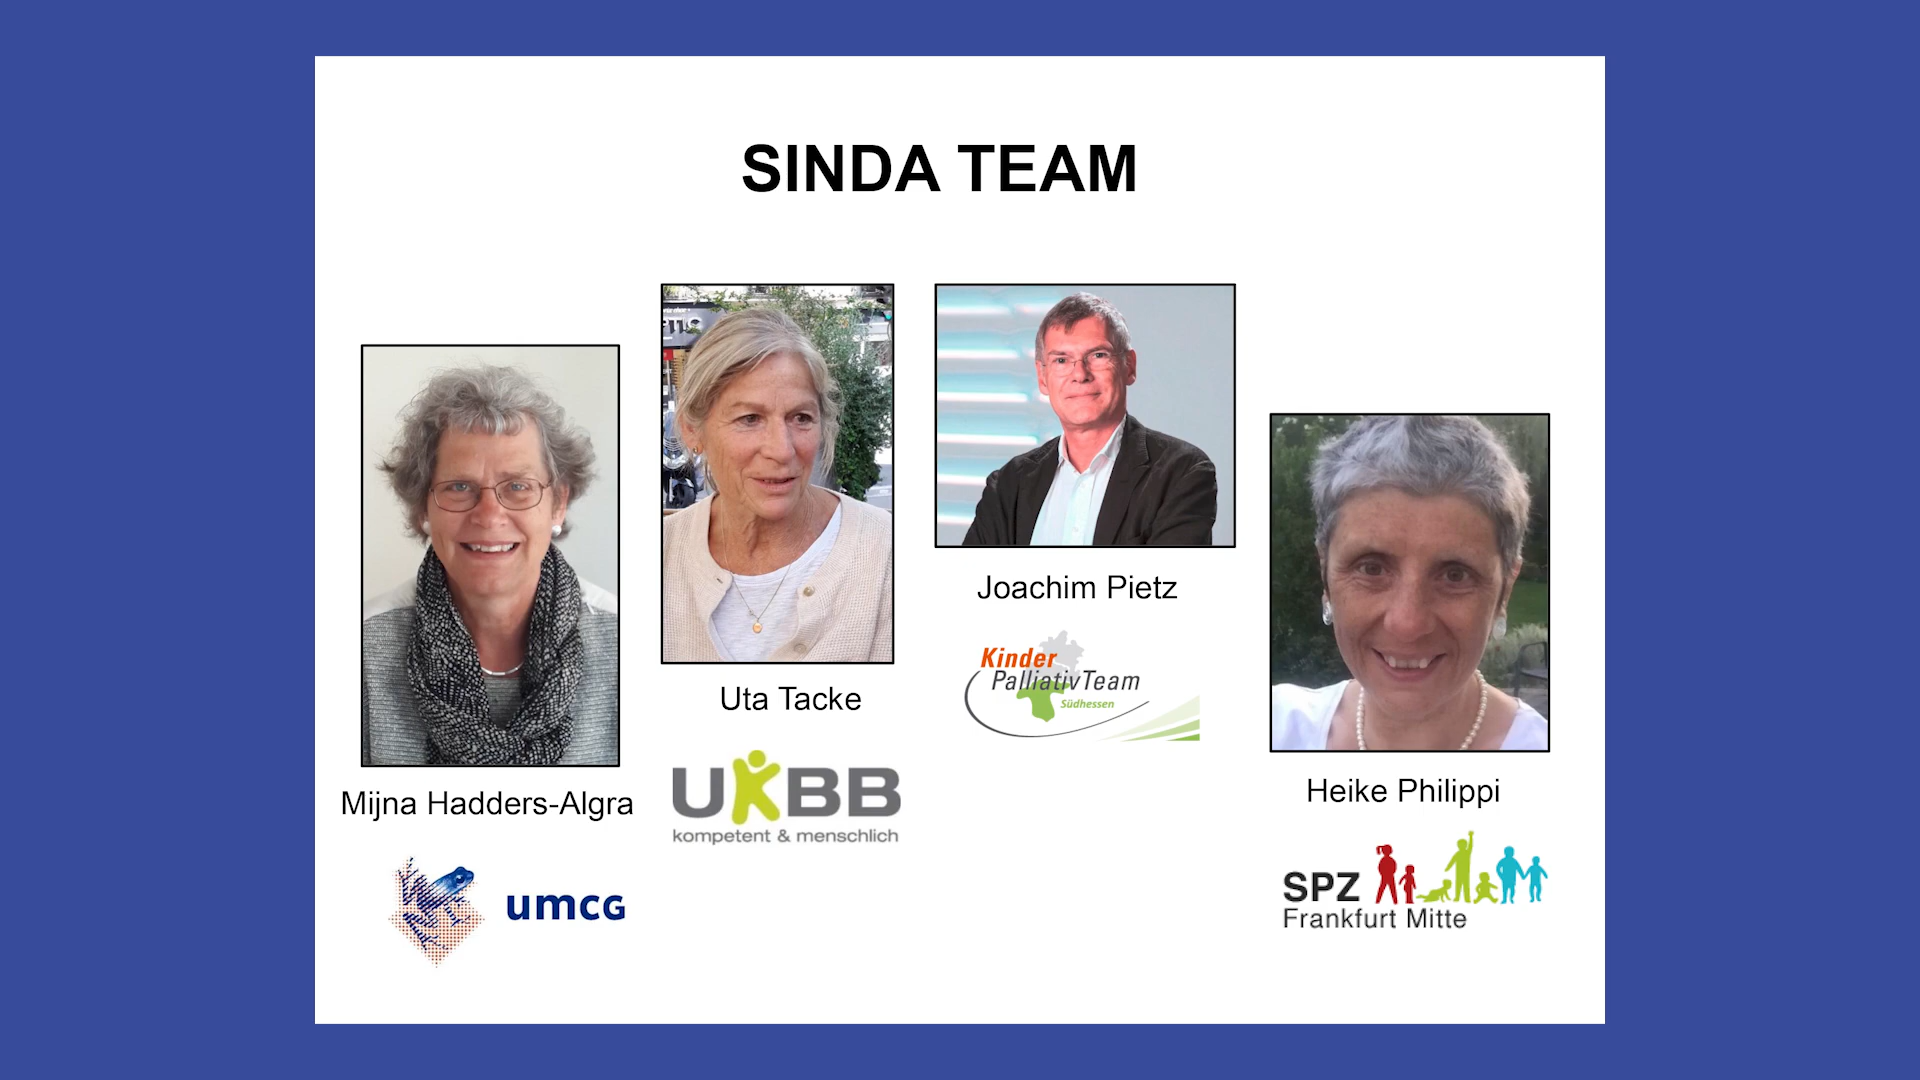 SINDA TEAM
Mijna Hadders-Algra
umcg
Uta Tacke
UKBB
kompetent & menschlich
Joachim Pietz
Kinder
PalliativTeam
Südhessen
Heike Philippi
SPZ
Frankfurt Mitte